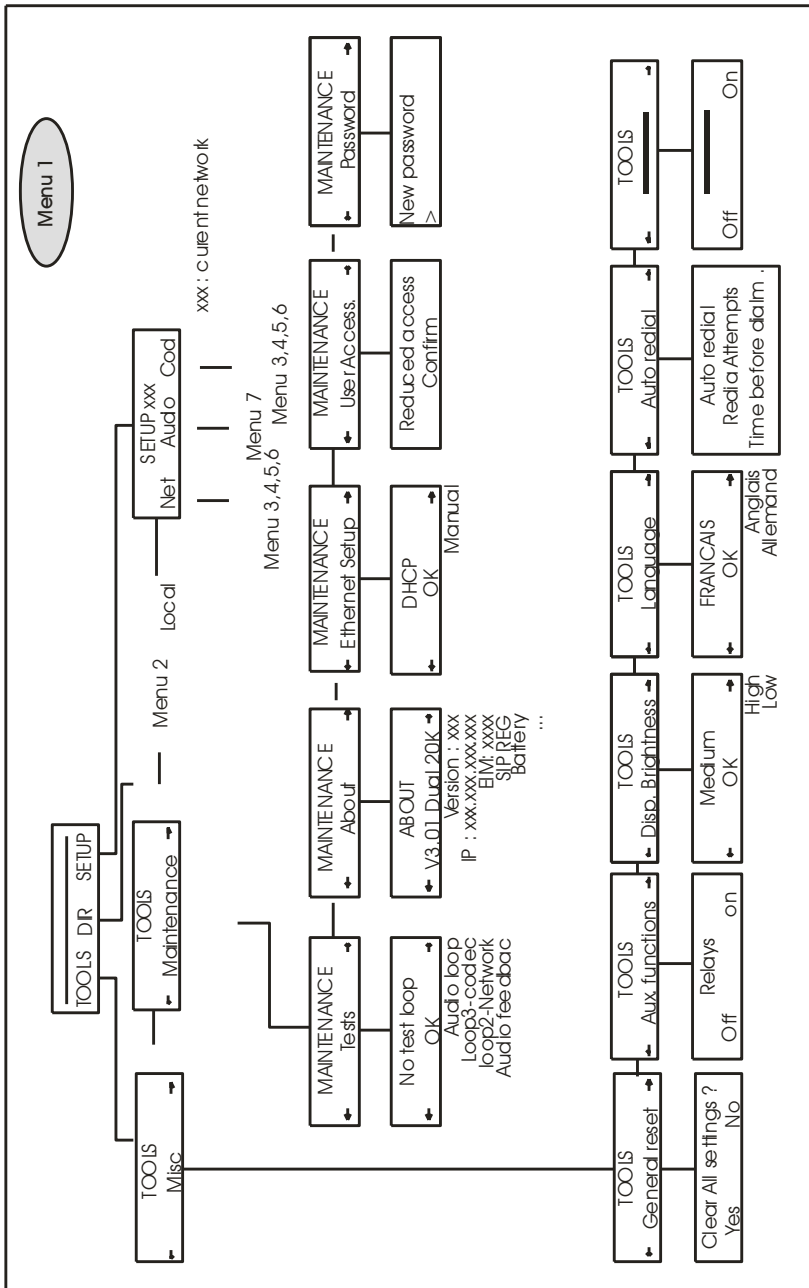 Menu 1
TOOLS DIR SETUP
TOOLS
Misc
TOOLS
Maintenance
Menu 2
Local
SETUP xxx
Net Audio Cod
xxx : curent network
Menu 3,4,5,6
Menu 7
Menu 3,4,5,6
MAINTENANCE
Tests
No test loop
OK
Audio loop
Loop3-codec
loop2-Network
Audio feedbac
MAINTENANCE
About
ABOUT
V3.01 Dual 20K
Version : xxx
IP : xxx.xxx.xxx.xxx
EIM: xxxx
SIP REG
Battery
...
MAINTENANCE
Ethernet Setup
DHCP
OK
Manual
MAINTENANCE
User Access.
Reduced access
Confirm
MAINTENANCE
Password
New password
>
TOOLS
General reset
Clear All settings ?
Yes No
TOOLS
Aux. functions
Relays
Off on
TOOLS
Disp. Brightness
Medium
OK
High
Low
TOOLS
Language
FRANCAIS
OK
Anglais
Allemand
TOOLS
Auto redial
Auto redial
Redia Attempts
Time before dialm .
TOOLS
Off On